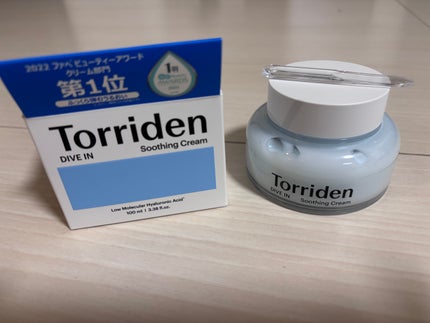 2022 ファベ ビューティーアワード
クリーム部門
第1位
1위
Torriden
DIVE IN
Soothing Cream
Low Molecular Hyaluronic Acid
100 ml | 3.38 fl.oz.
Torriden
DIVE IN
Soothing Cream